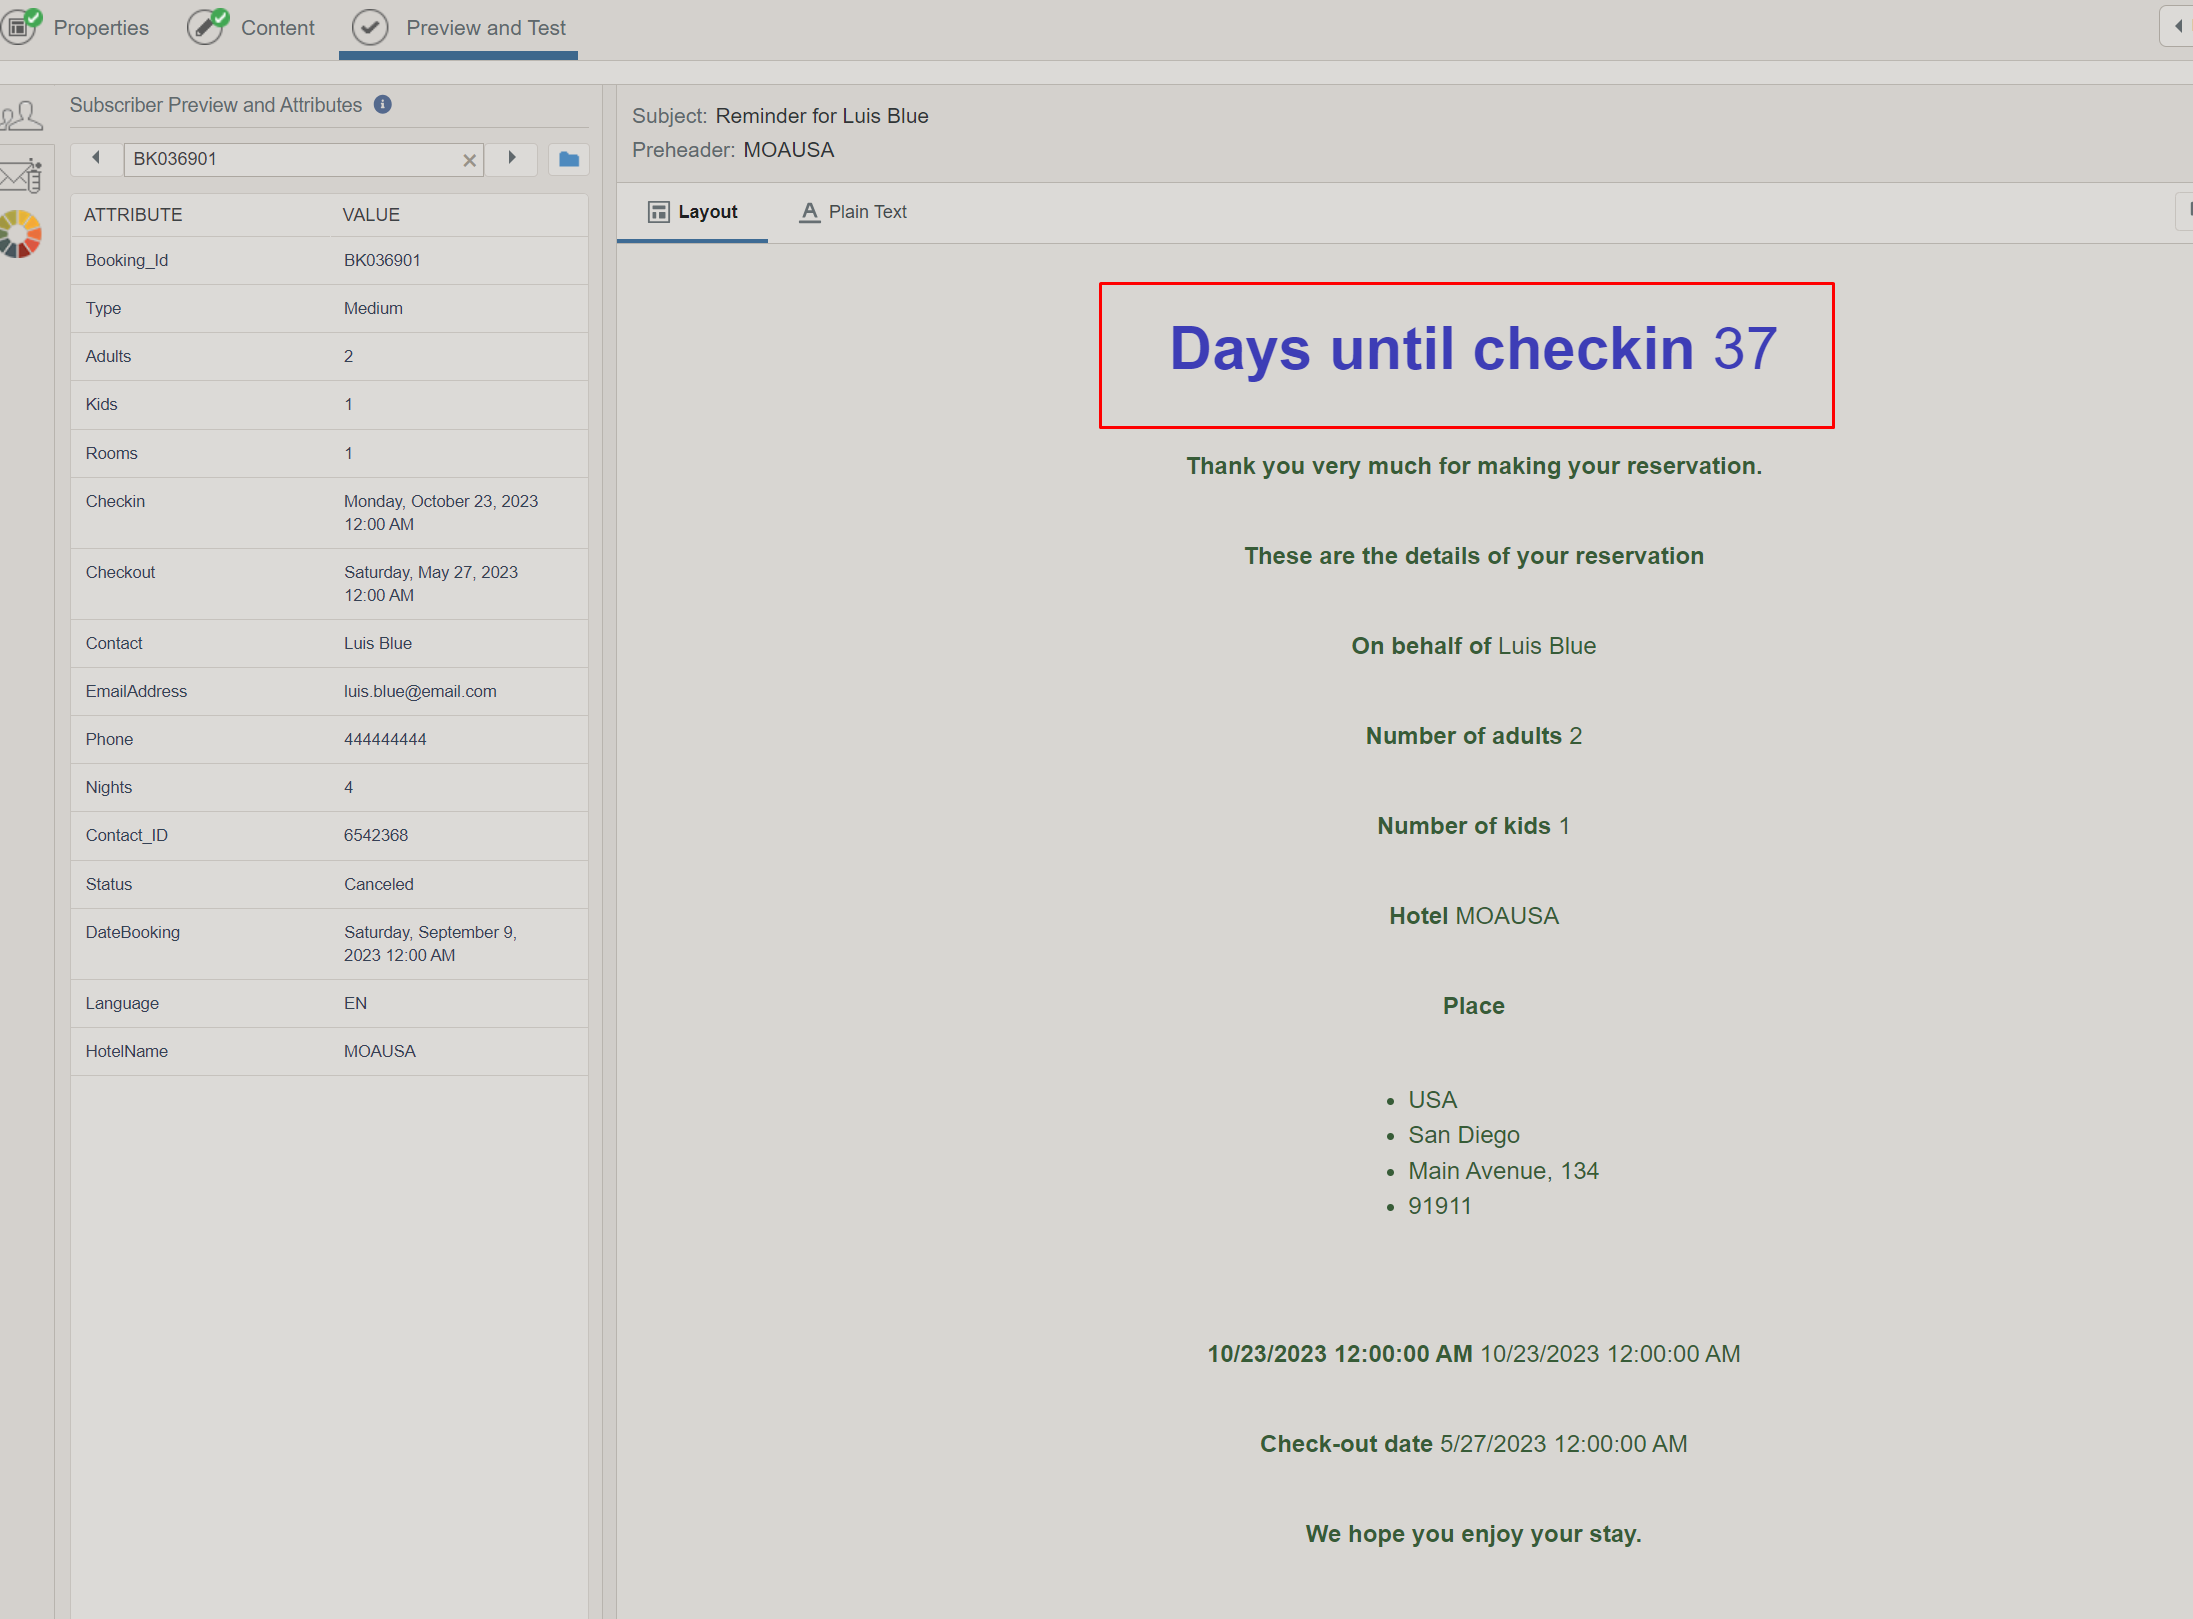 Properties
Content
Preview and Test
Subscriber Preview and Attributes
BK036901
ATTRIBUTE VALUE
Booking_Id BK036901
Type Medium
Adults 2
Kids 1
Rooms 1
Checkin Monday, October 23, 2023
12:00 AM
Checkout Saturday, May 27, 2023
12:00 AM
Contact Luis Blue
EmailAddress luis.blue@email.com
Phone 444444444
Nights 4
Contact_ID 6542368
Status Canceled
DateBooking Saturday, September 9,
2023 12:00 AM
Language EN
HotelName MOAUSA
Subject: Reminder for Luis Blue
Preheader: MOAUSA
Layout
Plain Text
Days until checkin 37
Thank you very much for making your reservation.
These are the details of your reservation
On behalf of Luis Blue
Number of adults 2
Number of kids 1
Hotel MOAUSA
Place
• USA
• San Diego
• Main Avenue, 134
• 91911
10/23/2023 12:00:00 AM 10/23/2023 12:00:00 AM
Check-out date 5/27/2023 12:00:00 AM
We hope you enjoy your stay.